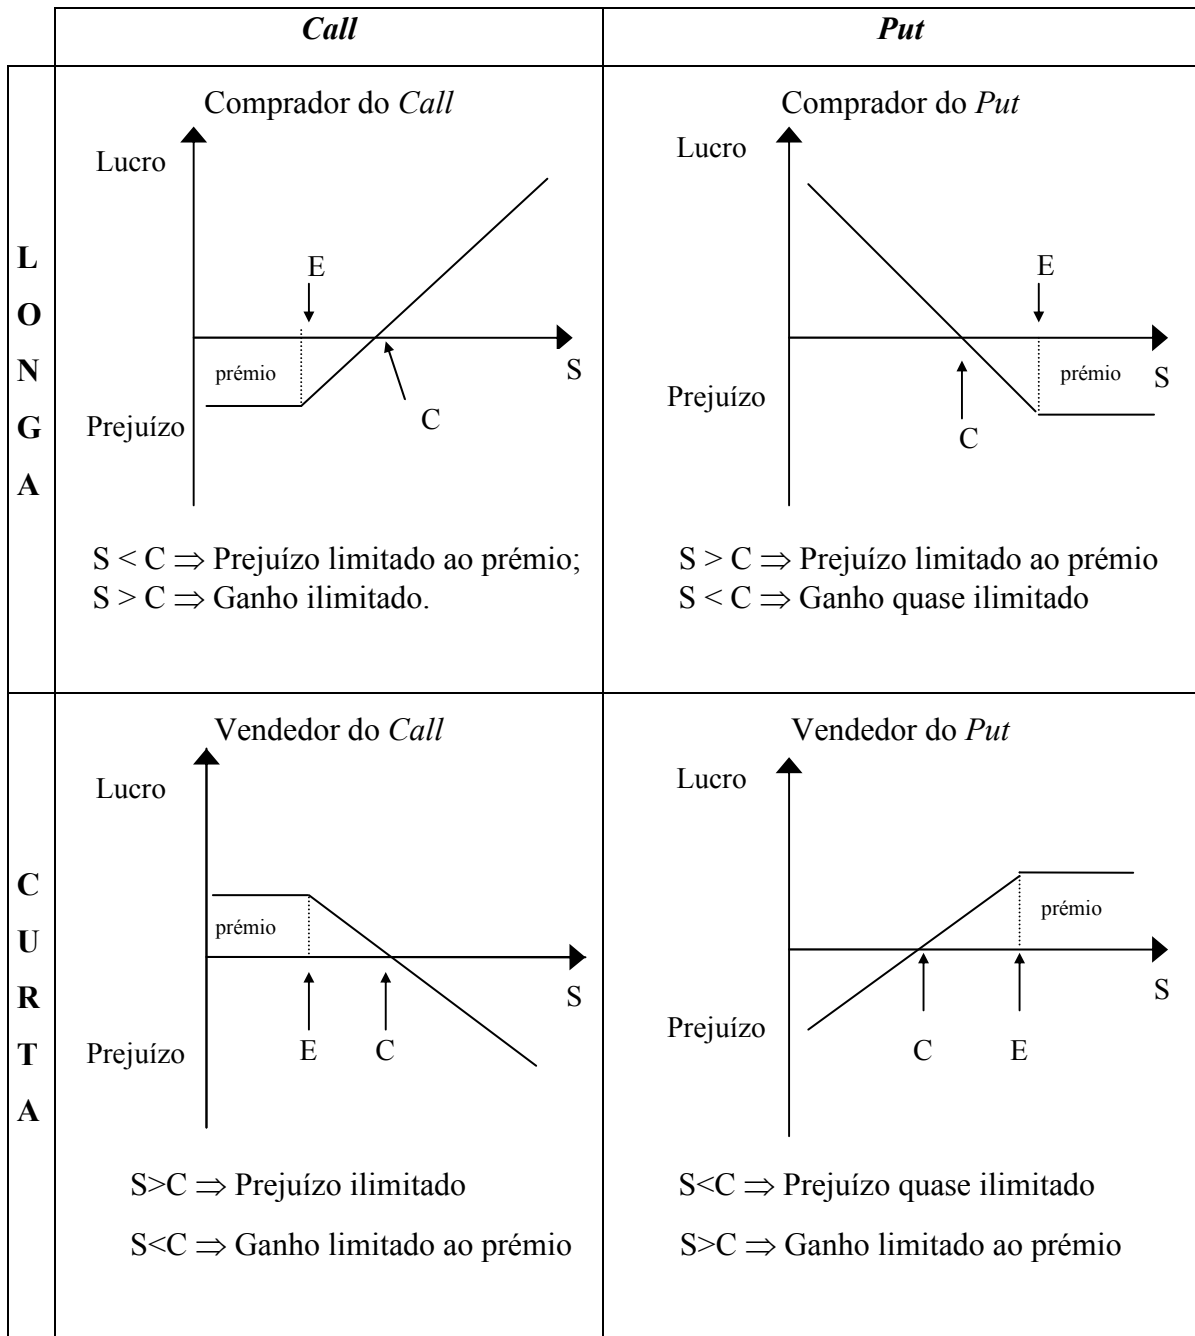 Call
Put
L
O
N
G
A
Comprador do Call
Lucro
E
prémio
S
Prejuízo
C
S < C ⇒ Prejuízo limitado ao prémio;
S > C ⇒ Ganho ilimitado.
Comprador do Put
Lucro
E
prémio
S
Prejuízo
C
S > C ⇒ Prejuízo limitado ao prémio
S < C ⇒ Ganho quase ilimitado
C
U
R
T
A
Vendedor do Call
Lucro
prémio
S
Prejuízo
E
C
S>C ⇒ Prejuízo ilimitado
S<C ⇒ Ganho limitado ao prémio
Vendedor do Put
Lucro
prémio
S
Prejuízo
C
E
S<C ⇒ Prejuízo quase ilimitado
S>C ⇒ Ganho limitado ao prémio